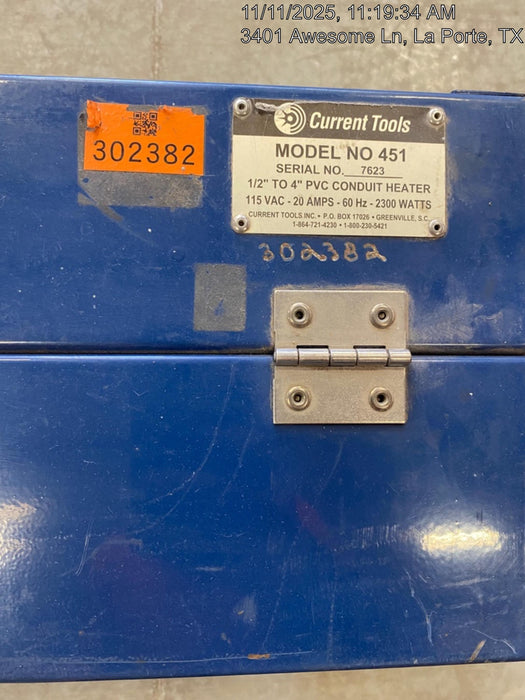 11/11/2025, 11:19:34 AM
3401 Awesome Ln, La Porte, TX
302382
Current Tools
MODEL NO 451
SERIAL NO. 7623
1/2" TO 4" PVC CONDUIT HEATER
115 VAC - 20 AMPS - 60 Hz - 2300 WATTS
CURRENT TOOLS INC. • P.O. BOX 17026 • GREENVILLE, S.C.
1-864-721-4230 • 1-800-230-5421
302382